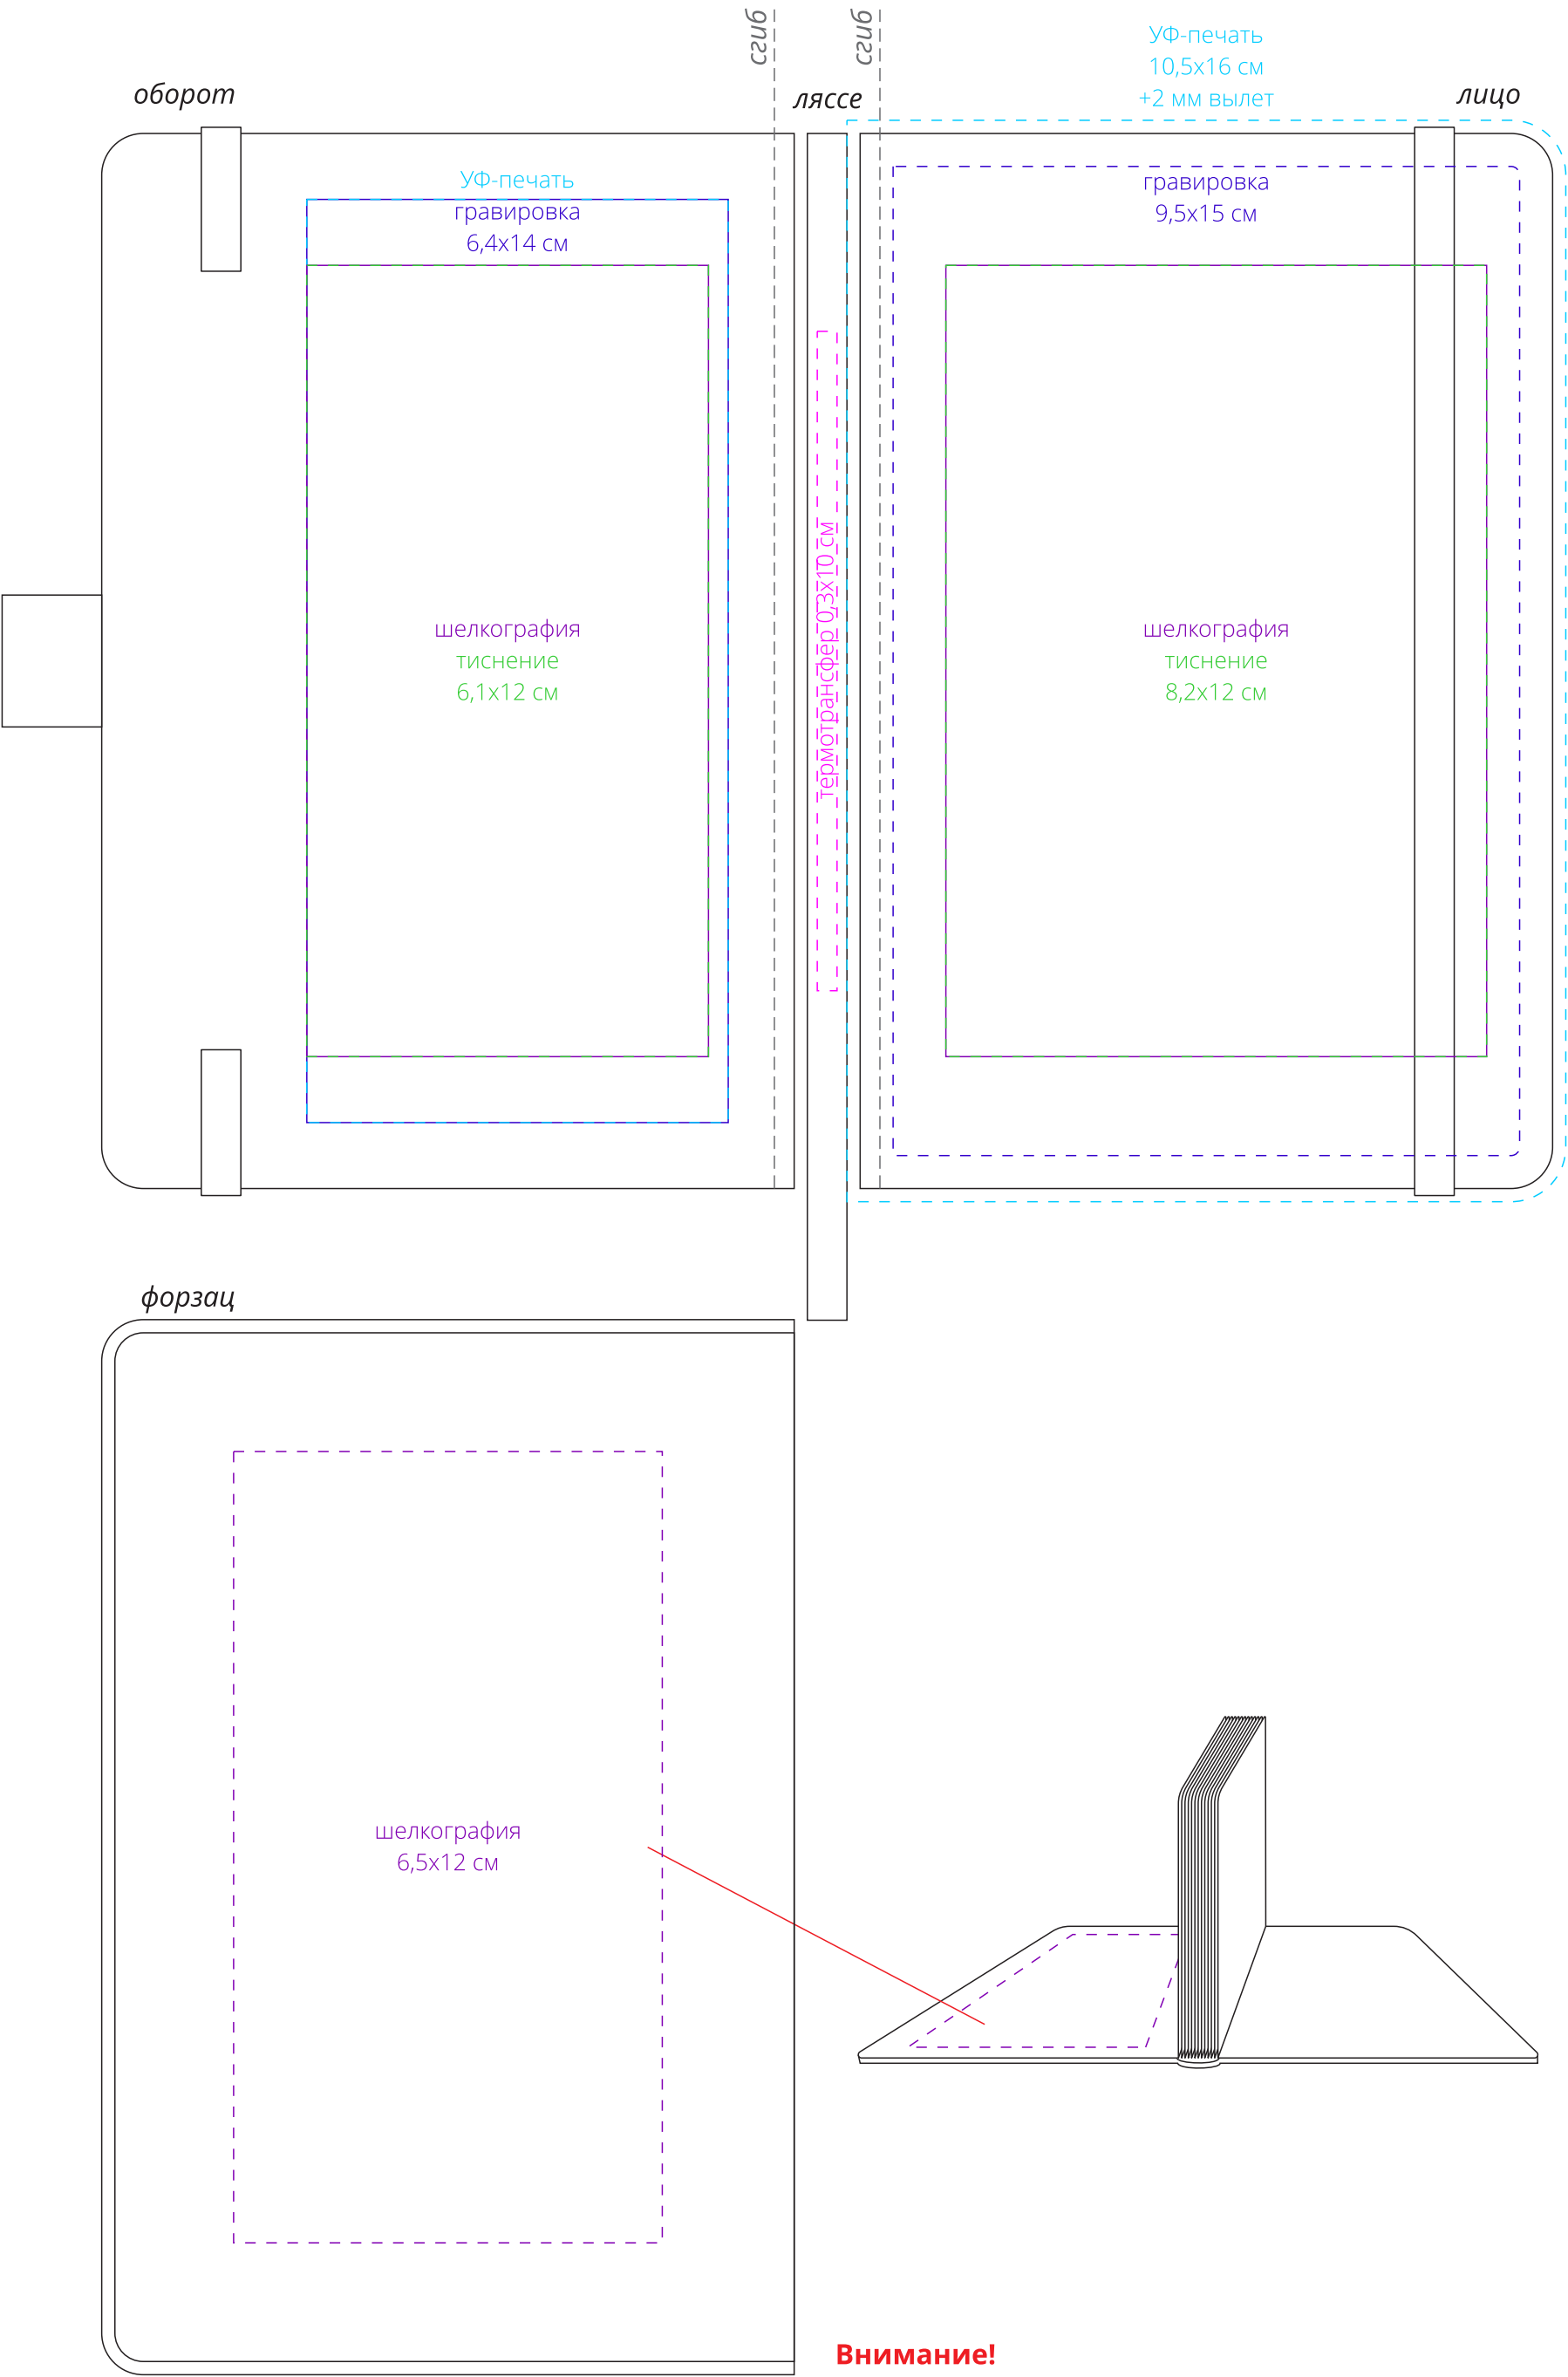 сгиб
сгиб
УФ-печать
10,5х16 см
+2 мм вылет
оборот
ляссе
лицо
УФ-печать
гравировка
6,4х14 см
гравировка
9,5х15 см
термотрансфер 0,3х10 см
шелкография
тиснение
6,1х12 см
шелкография
тиснение
8,2х12 см
форзац
шелкография
6,5х12 см
Внимание!